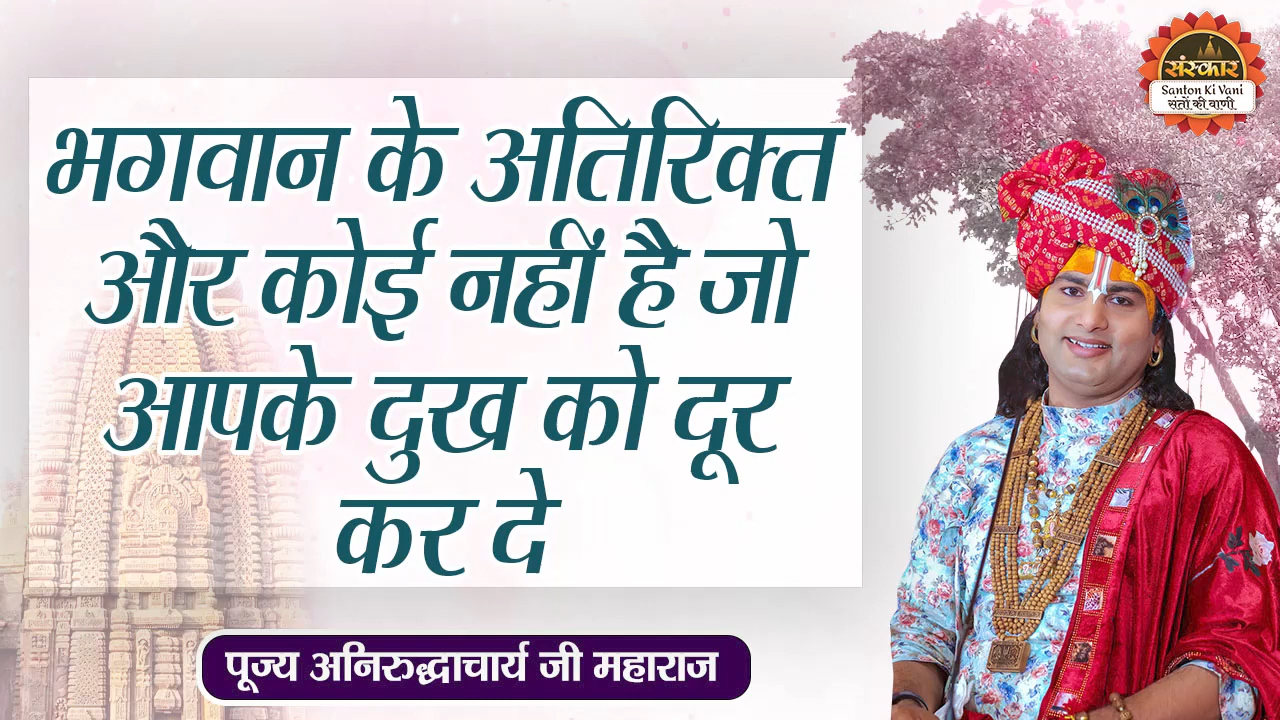 संस्कार
Santon Ki Vani
संतों की वाणी
भगवान के अतिरिक्त
और कोई नहीं है जो
आपके दुख को दूर
कर दे
पूज्य अनिरुद्धाचार्य जी महाराज